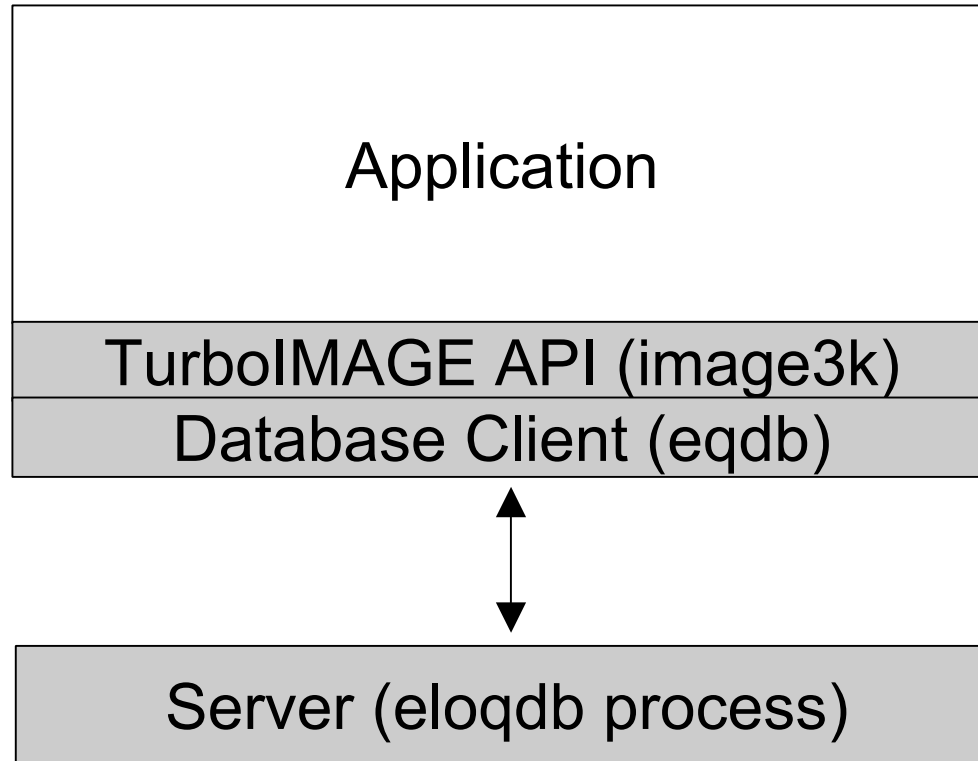 Application
TurboIMAGE API (image3k)
Database Client (eqdb)
Server (eloqdb process)